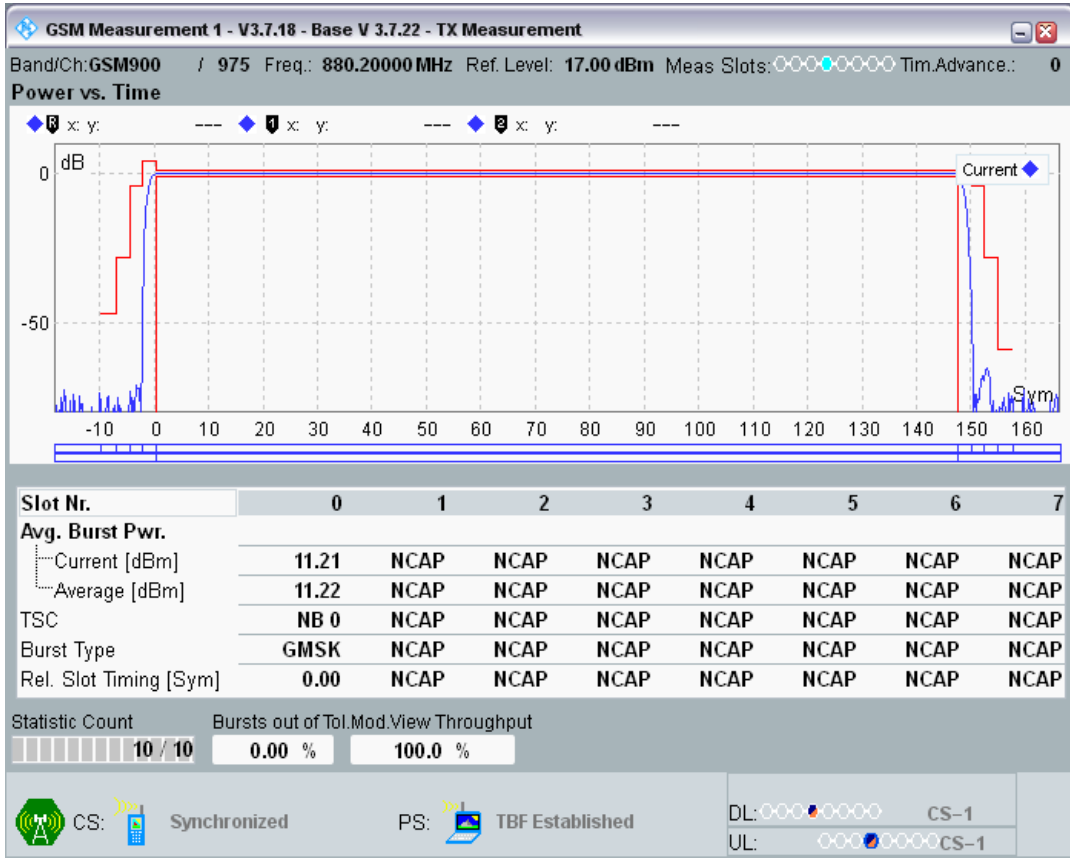 GSM Measurement 1 - V3.7.18 - Base V 3.7.22 - TX Measurement
Band/Ch:GSM900 / 975 Freq.: 880.20000 MHz Ref. Level: 17.00 dBm Meas Slots: Tim.Advance.: 0
Power vs. Time
R x: y: --- 1 x: y: --- 2 x: y: ---
dB
Current
0
-50
Sym
-10 0 10 20 30 40 50 60 70 80 90 100 110 120 130 140 150 160
Slot Nr. 0 1 2 3 4 5 6 7
Avg. Burst Pwr.
Current [dBm] 11.21 NCAP NCAP NCAP NCAP NCAP NCAP NCAP
Average [dBm] 11.22 NCAP NCAP NCAP NCAP NCAP NCAP NCAP
TSC NB 0 NCAP NCAP NCAP NCAP NCAP NCAP NCAP
Burst Type GMSK NCAP NCAP NCAP NCAP NCAP NCAP NCAP
Rel. Slot Timing [Sym] 0.00 NCAP NCAP NCAP NCAP NCAP NCAP NCAP
Statistic Count Bursts out of Tol.Mod.View Throughput
10 / 10 0.00 % 100.0 %
CS: Synchronized PS: TBF Established DL: CS-1
UL: CS-1